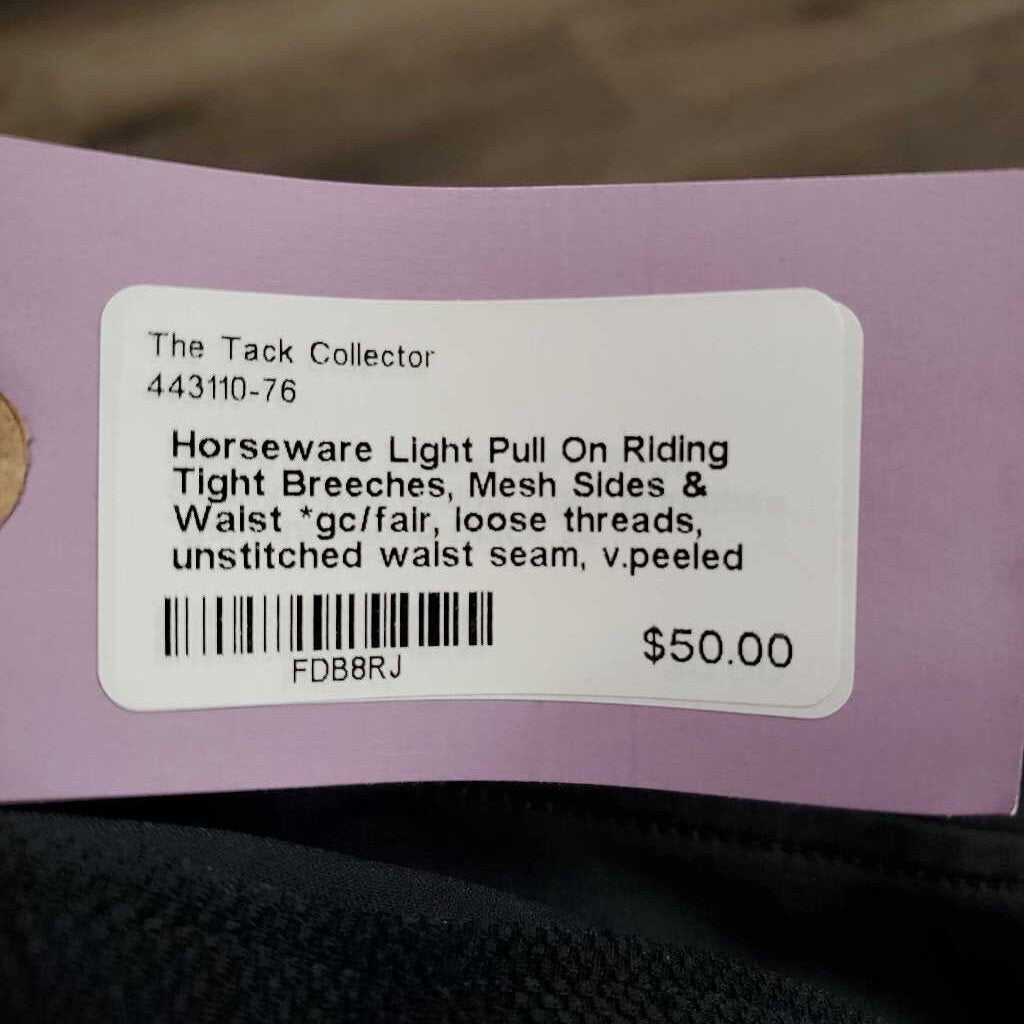 The Tack Collector
443110-76
Horseware Light Pull On Riding
Tight Breeches, Mesh Sides &
Waist *gc/fair, loose threads,
unstitched waist seam, v.peeled
FDB8RJ
$50.00